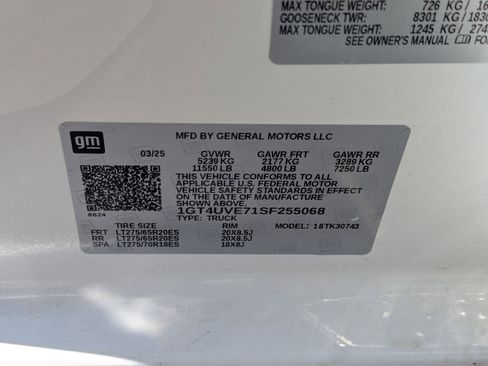 MAX TONGUE WEIGHT: 726 KG
GOOSENECK TWR: 8301 KG/1830
MAX TONGUE WEIGHT: 1245 KG / 274
SEE OWNER'S MANUAL
gm
MFD BY GENERAL MOTORS LLC
03/25 GVWR GAWR FRT GAWR RR
5239 KG 2177 KG 3289 KG
11550 LB 4800 LB 7250 LB
THIS VEHICLE CONFORMS TO ALL
APPLICABLE U.S. FEDERAL MOTOR
VEHICLE SAFETY STANDARDS IN
EFFECT ON THE DATE OF MANUFACTURE
SHOWN ABOVE.
1GT4UVE71SF255068
8624 TYPE: TRUCK
TIRE SIZE RIM MODEL: 18TK30743
FRT LT275/65R20ES 20X8.5J
RR LT275/65R20ES 20X8.5J
SPA LT275/70R18ES 18X8J